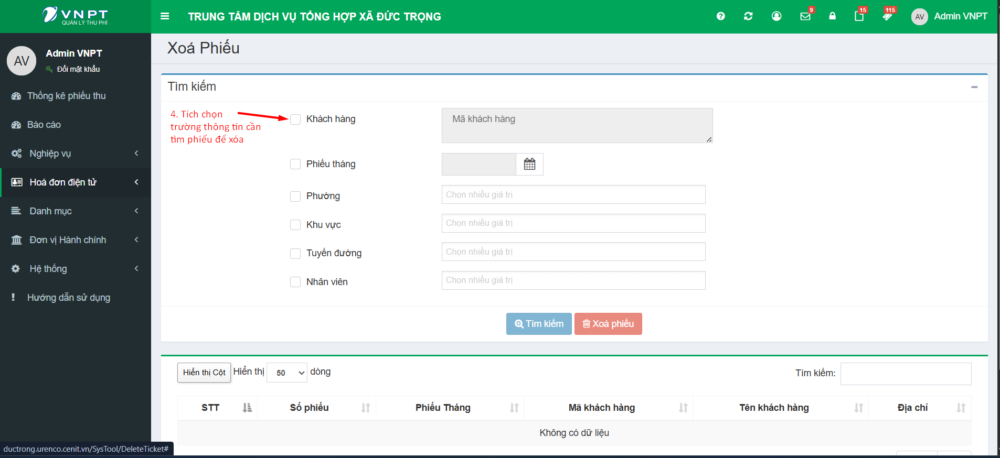 VNPT
QUẢN LÝ THU PHÍ
TRUNG TÂM DỊCH VỤ TỔNG HỢP XÃ ĐỨC TRỌNG
9
15
115
AV
Admin VNPT
AV
Admin VNPT
Đổi mật khẩu
Thống kê phiếu thu
Báo cáo
Nghiệp vụ
Hoá đơn điện tử
Danh mục
Đơn vị Hành chính
Hệ thống
Hướng dẫn sử dụng
Xoá Phiếu
Tìm kiếm
4. Tích chọn
trường thông tin cần
tìm phiếu để xóa
Khách hàng
Mã khách hàng
Phiếu tháng
Phường
Chọn nhiều giá trị
Khu vực
Chọn nhiều giá trị
Tuyến đường
Chọn nhiều giá trị
Nhân viên
Chọn nhiều giá trị
Tìm kiếm
Xoá phiếu
Hiển thị Cột Hiển thị 50 dòng
Tìm kiếm:
STT Số phiếu Phiếu Tháng Mã khách hàng Tên khách hàng Địa chỉ
Không có dữ liệu
ductrong.urenco.cenit.vn/SysTool/DeleteTicket#